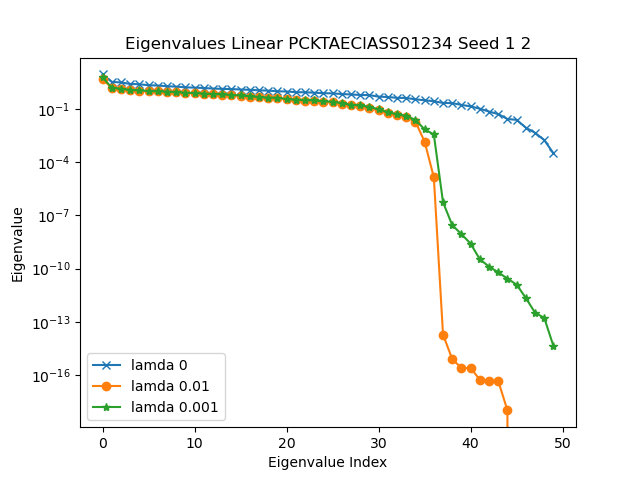 Eigenvalues Linear PCKTAECIASS01234 Seed 1 2
Eigenvalue
10⁻¹
10⁻⁴
10⁻⁷
10⁻¹⁰
10⁻¹³
10⁻¹⁶
lamda 0
lamda 0.01
lamda 0.001
0 10 20 30 40 50
Eigenvalue Index